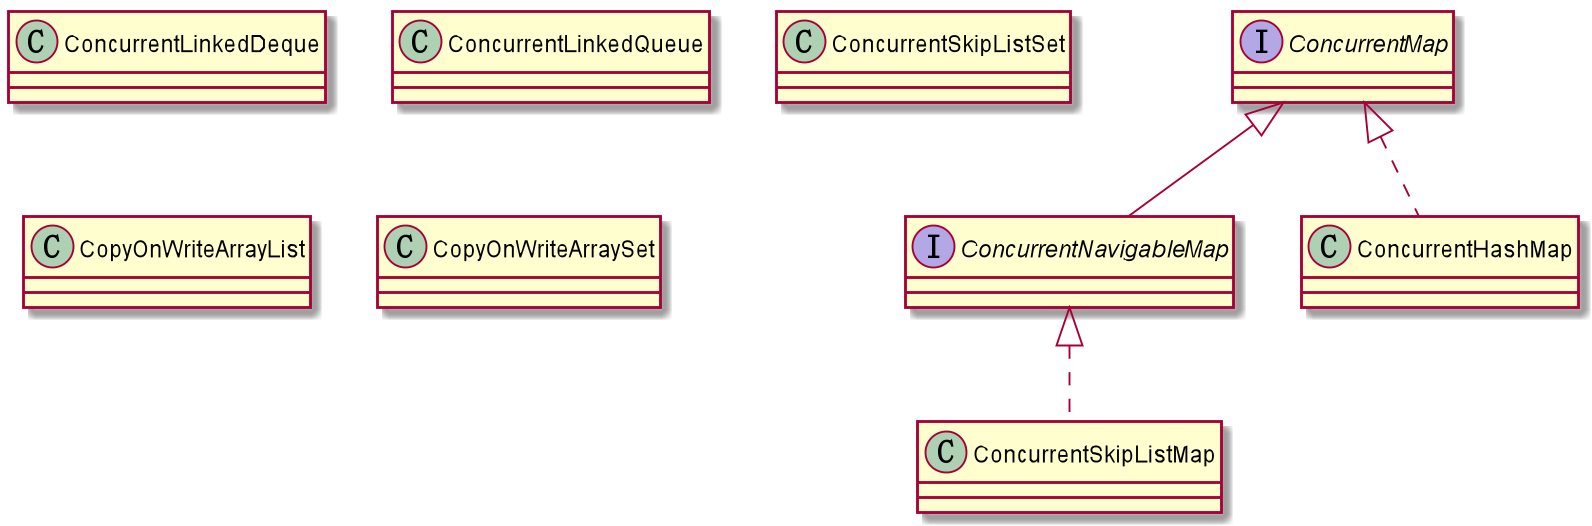 C ConcurrentLinkedDeque
C ConcurrentLinkedQueue
C ConcurrentSkipListSet
I ConcurrentMap
C CopyOnWriteArrayList
C CopyOnWriteArraySet
I ConcurrentNavigableMap
C ConcurrentHashMap
C ConcurrentSkipListMap